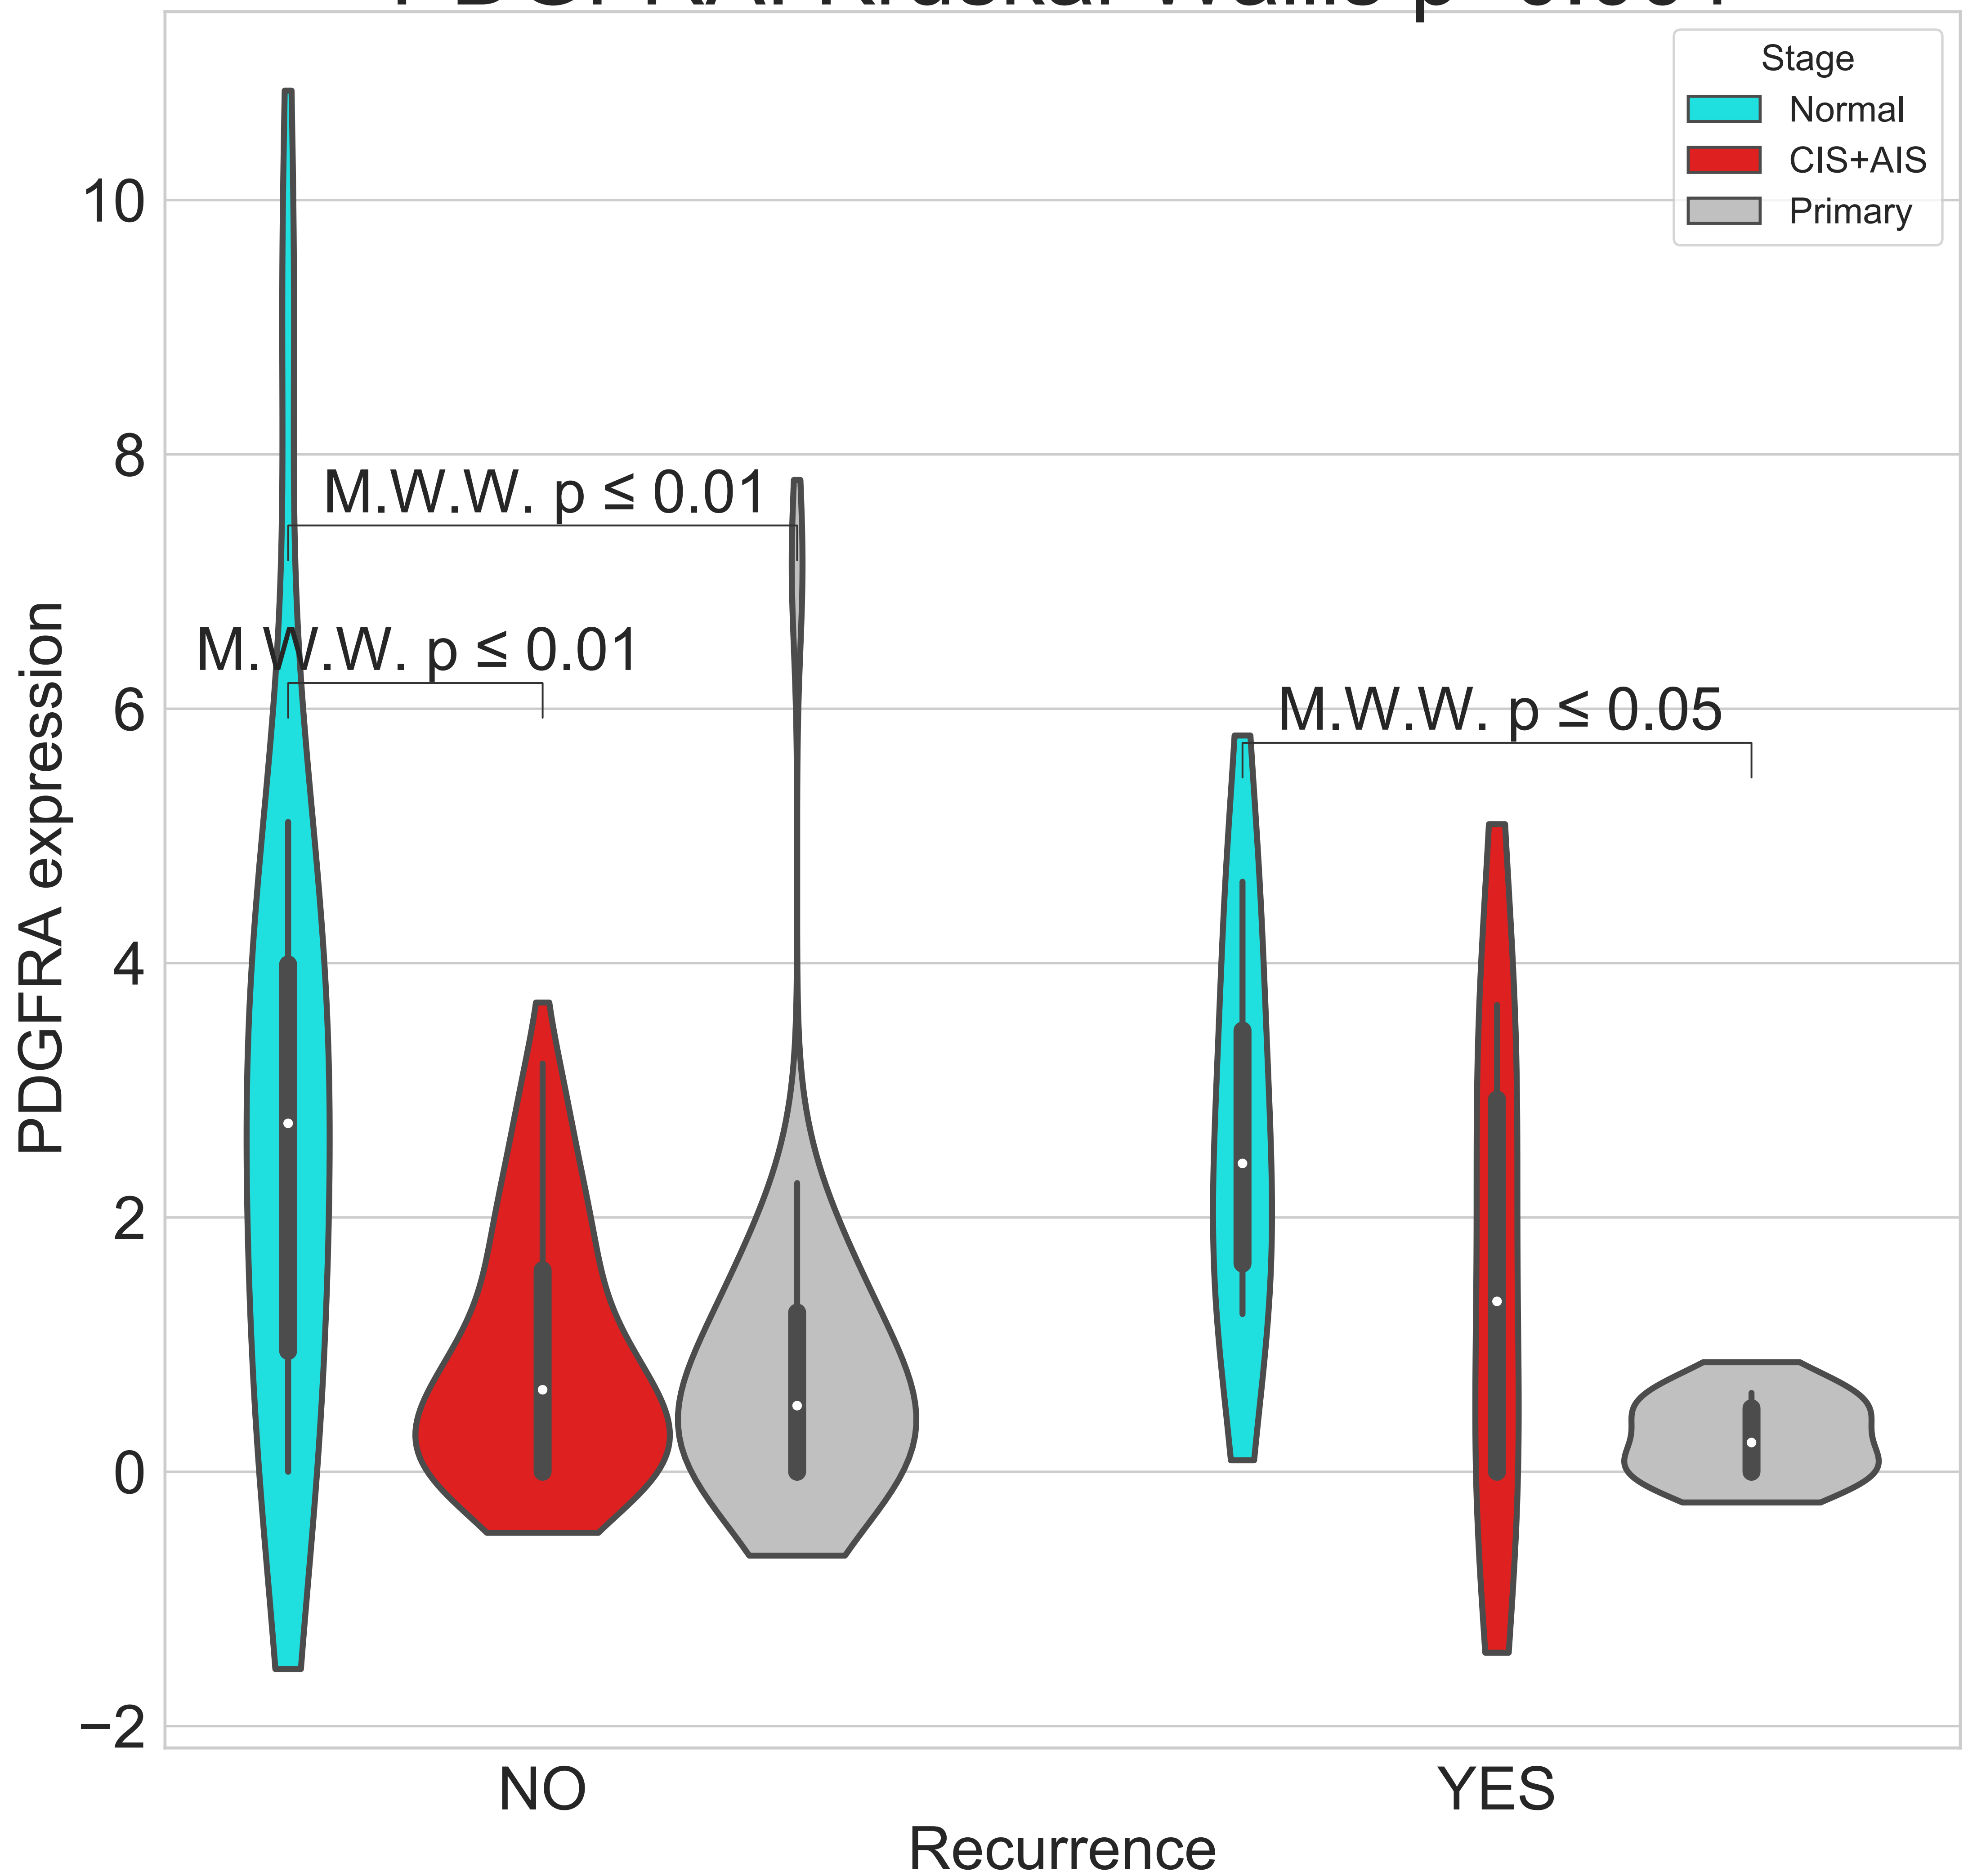 Stage
Normal
CIS+AIS
Primary
10
8
6
4
2
0
−2
M.W.W. p ≤ 0.01
M.W.W. p ≤ 0.01
M.W.W. p ≤ 0.05
PDGFRA expression
NO
YES
Recurrence